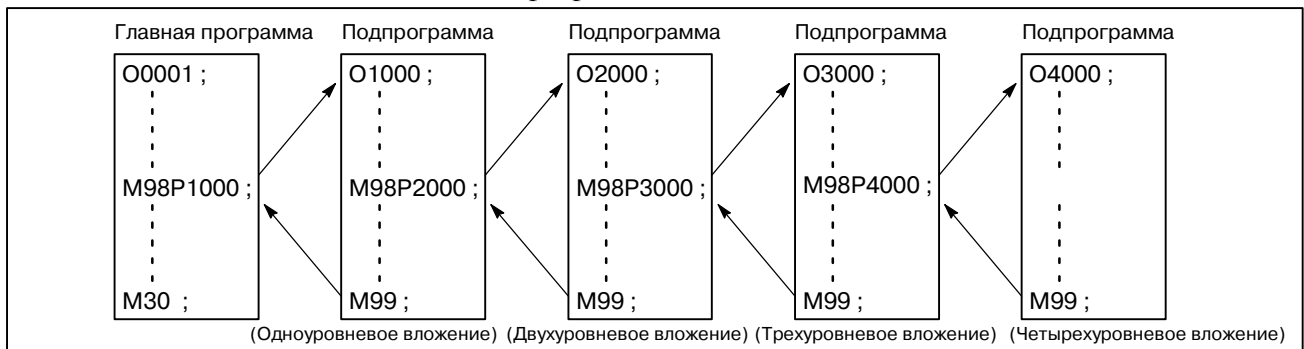 Главная программа Подпрограмма Подпрограмма Подпрограмма Подпрограмма
O0001 ; O1000 ; O2000 ; O3000 ; O4000 ;
M98P1000 ; M98P2000 ; M98P3000 ; M98P4000 ;
M30 ; M99 ; M99 ; M99 ; M99 ;
(Одноуровневое вложение) (Двухуровневое вложение) (Трехуровневое вложение) (Четырехуровневое вложение)